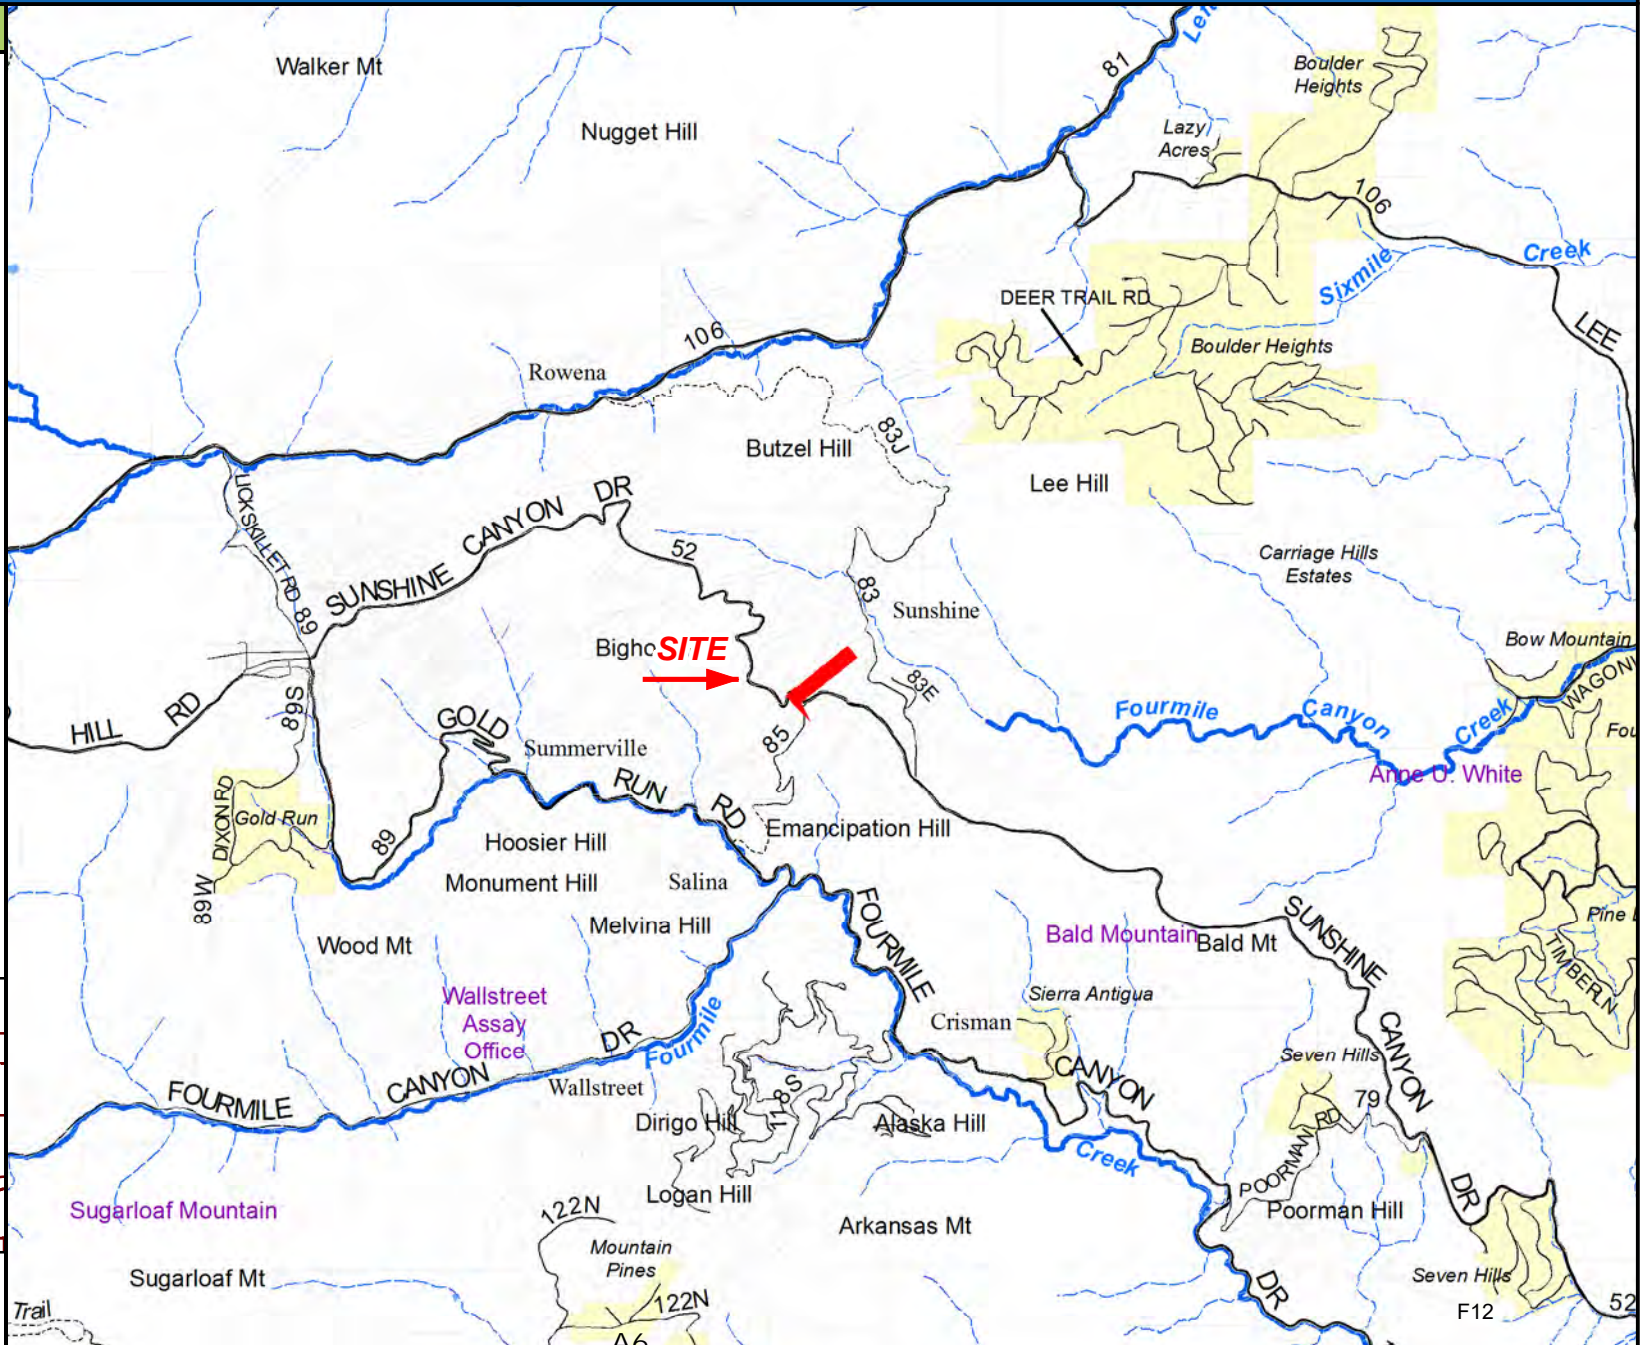 Walker Mt
Nugget Hill
81
Boulder
Heights
Lazy
Acres
106
Creek
Sixmile
LEE
DEER TRAIL RD
Boulder Heights
106
Rowena
Butzel Hill
83J
Lee Hill
LICKSKILLET RD
89
SUNSHINE
CANYON
DR
52
Carriage Hills
Estates
83
Sunshine
SITE
Bow Mountain
WAGON
83E
85
HILL
RD
89S
GOLD
Summerville
RUN
RD
Fourmile
Canyon
Creek
Anne U. White
Fou
DIXON RD
Gold Run
89
89W
Hoosier Hill
Monument Hill
Emancipation Hill
Salina
Melvina Hill
Wood Mt
FOURMILE
Bald Mountain
Bald Mt
SUNSHINE
Pine
TIMBER
Wallstreet
Assay
Office
Sierra Antigua
Crisman
DR
Fourmile
CANYON
Wallstreet
FOURMILE
CANYON
CANYON
Seven Hills
79
118S
Dirigo Hill
Alaska Hill
Creek
POORMAN
RD
DR
Logan Hill
Poorman Hill
Sugarloaf Mountain
122N
Arkansas Mt
Mountain
Pines
Sugarloaf Mt
Seven Hills
DR
122N
Trail
F12
52
A6